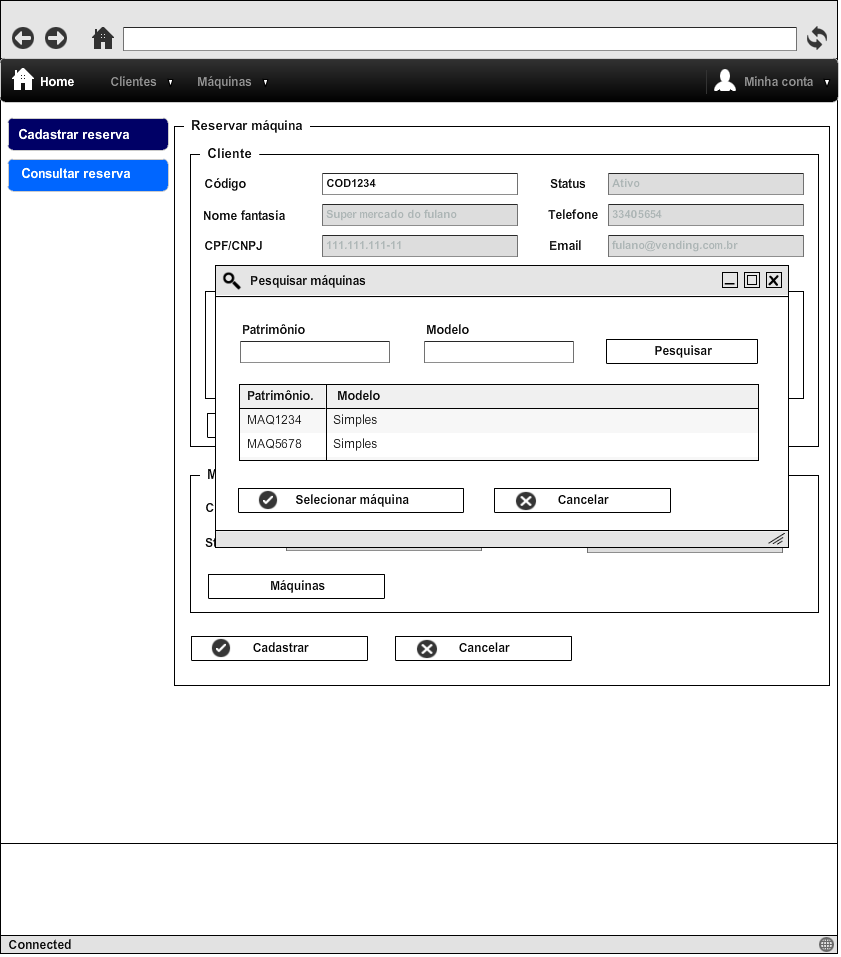 Home Clientes Máquinas Minha conta
Cadastrar reserva
Consultar reserva
Reservar máquina
Cliente
Código COD1234 Status Ativo
Nome fantasia Super mercado do fulano Telefone 33405654
CPF/CNPJ 111.111.111-11 Email fulano@vending.com.br
Pesquisar máquinas
Patrimônio Modelo
Pesquisar
Patrimônio. Modelo
MAQ1234 Simples
MAQ5678 Simples
Selecionar máquina Cancelar
Máquinas
Cadastrar Cancelar
Connected